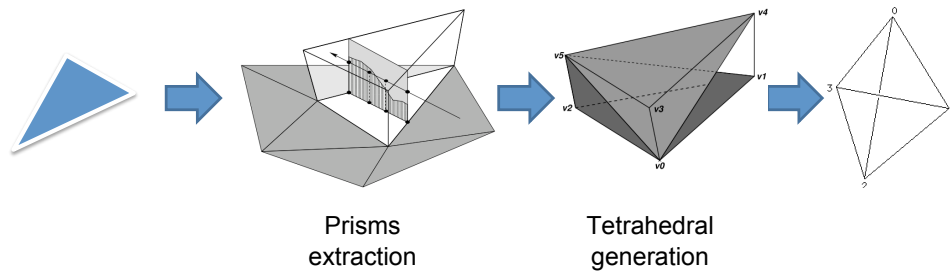 v4
0
v5
v1
3
v2
v3
v0
2
Prisms
extraction
Tetrahedral
generation